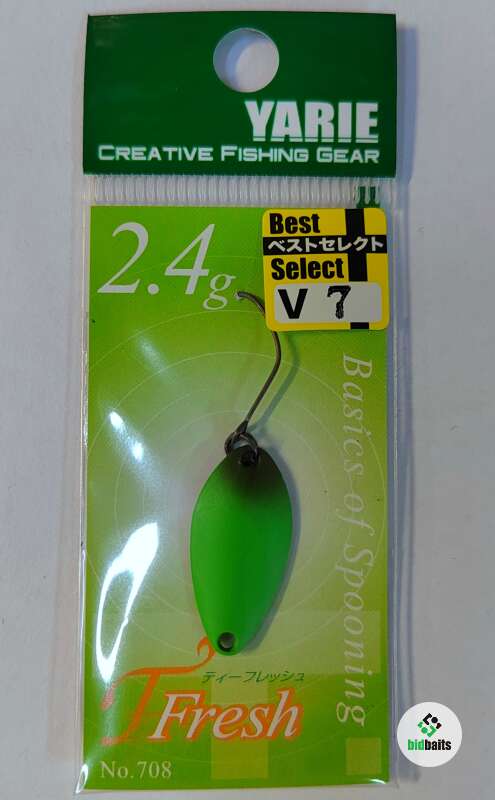 YARIE
CREATIVE FISHING GEAR
2.4g
Best
ベストセレクト
Select
V 7
Basics of Spooning
ティーフレッシュ
T Fresh
No.708
bidbaits